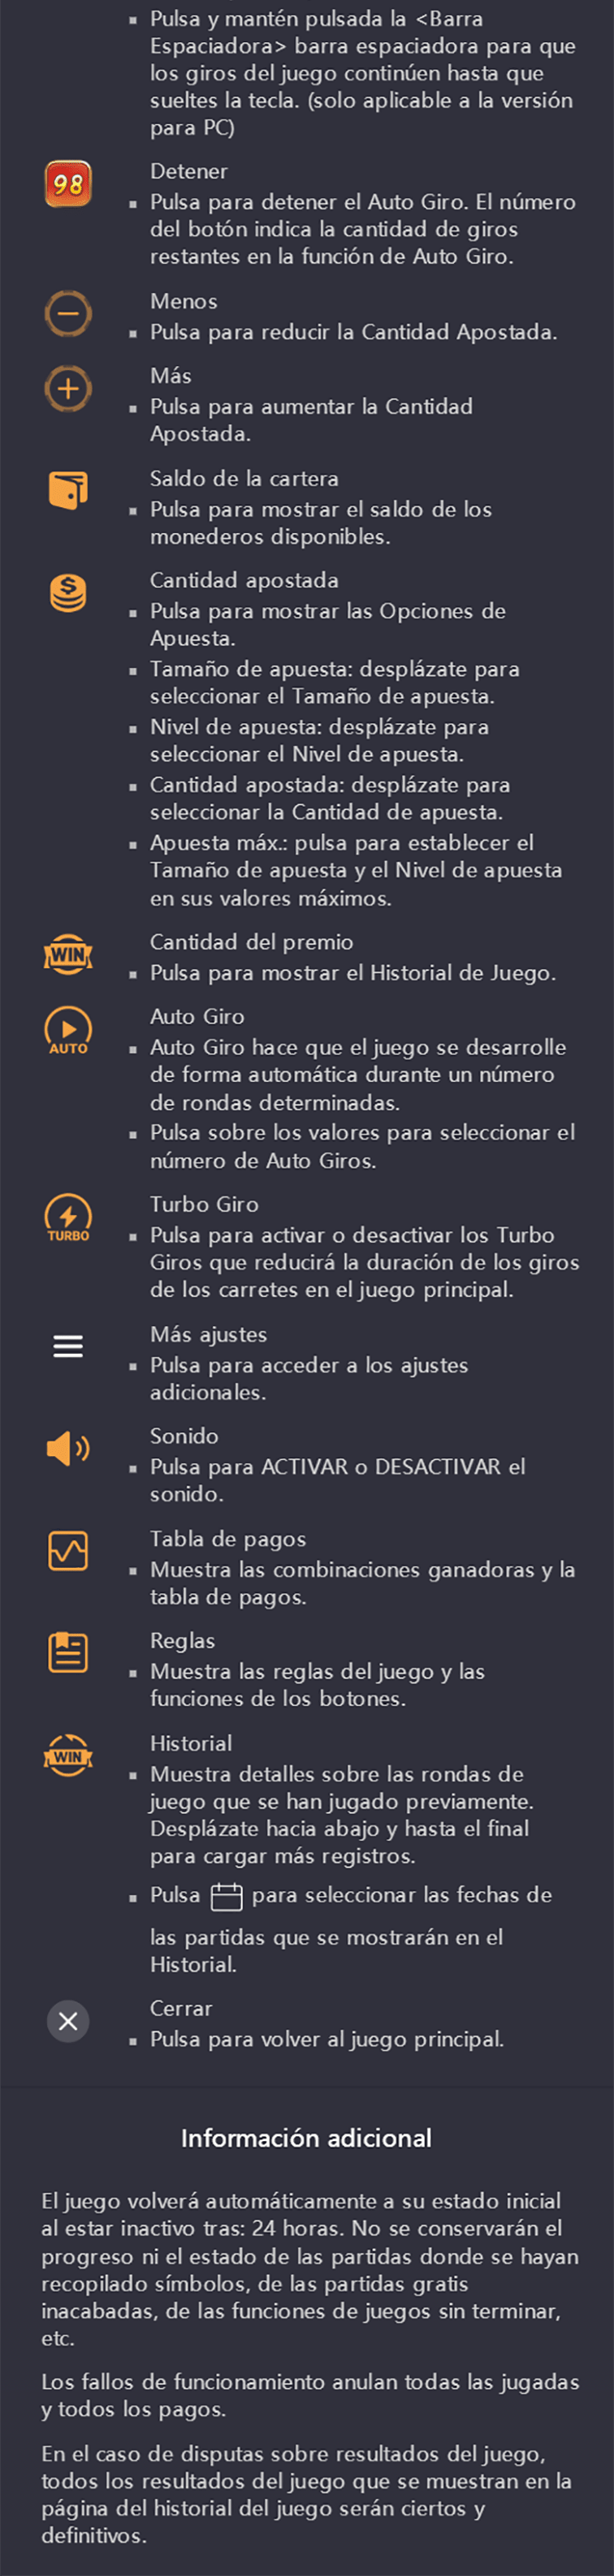 ▪ Pulsa y mantén pulsada la <Barra
Espaciadora> barra espaciadora para que
los giros del juego continúen hasta que
sueltes la tecla. (solo aplicable a la versión
para PC)
98
Detener
▪ Pulsa para detener el Auto Giro. El número
del botón indica la cantidad de giros
restantes en la función de Auto Giro.
Menos
▪ Pulsa para reducir la Cantidad Apostada.
Más
▪ Pulsa para aumentar la Cantidad
Apostada.
Saldo de la cartera
▪ Pulsa para mostrar el saldo de los
monederos disponibles.
Cantidad apostada
▪ Pulsa para mostrar las Opciones de
Apuesta.
▪ Tamaño de apuesta: desplázate para
seleccionar el Tamaño de apuesta.
▪ Nivel de apuesta: desplázate para
seleccionar el Nivel de apuesta.
▪ Cantidad apostada: desplázate para
seleccionar la Cantidad de apuesta.
▪ Apuesta máx.: pulsa para establecer el
Tamaño de apuesta y el Nivel de apuesta
en sus valores máximos.
WIN
Cantidad del premio
▪ Pulsa para mostrar el Historial de Juego.
AUTO
Auto Giro
▪ Auto Giro hace que el juego se desarrolle
de forma automática durante un número
de rondas determinadas.
▪ Pulsa sobre los valores para seleccionar el
número de Auto Giros.
TURBO
Turbo Giro
▪ Pulsa para activar o desactivar los Turbo
Giros que reducirá la duración de los giros
de los carretes en el juego principal.
Más ajustes
▪ Pulsa para acceder a los ajustes
adicionales.
Sonido
▪ Pulsa para ACTIVAR o DESACTIVAR el
sonido.
Tabla de pagos
▪ Muestra las combinaciones ganadoras y la
tabla de pagos.
Reglas
▪ Muestra las reglas del juego y las
funciones de los botones.
WIN
Historial
▪ Muestra detalles sobre las rondas de
juego que se han jugado previamente.
Desplázate hacia abajo y hasta el final
para cargar más registros.
▪ Pulsa para seleccionar las fechas de
las partidas que se mostrarán en el
Historial.
Cerrar
▪ Pulsa para volver al juego principal.
Información adicional
El juego volverá automáticamente a su estado inicial
al estar inactivo tras: 24 horas. No se conservarán el
progreso ni el estado de las partidas donde se hayan
recopilado símbolos, de las partidas gratis
inacabadas, de las funciones de juegos sin terminar,
etc.
Los fallos de funcionamiento anulan todas las jugadas
y todos los pagos.
En el caso de disputas sobre resultados del juego,
todos los resultados del juego que se muestran en la
página del historial del juego serán ciertos y
definitivos.